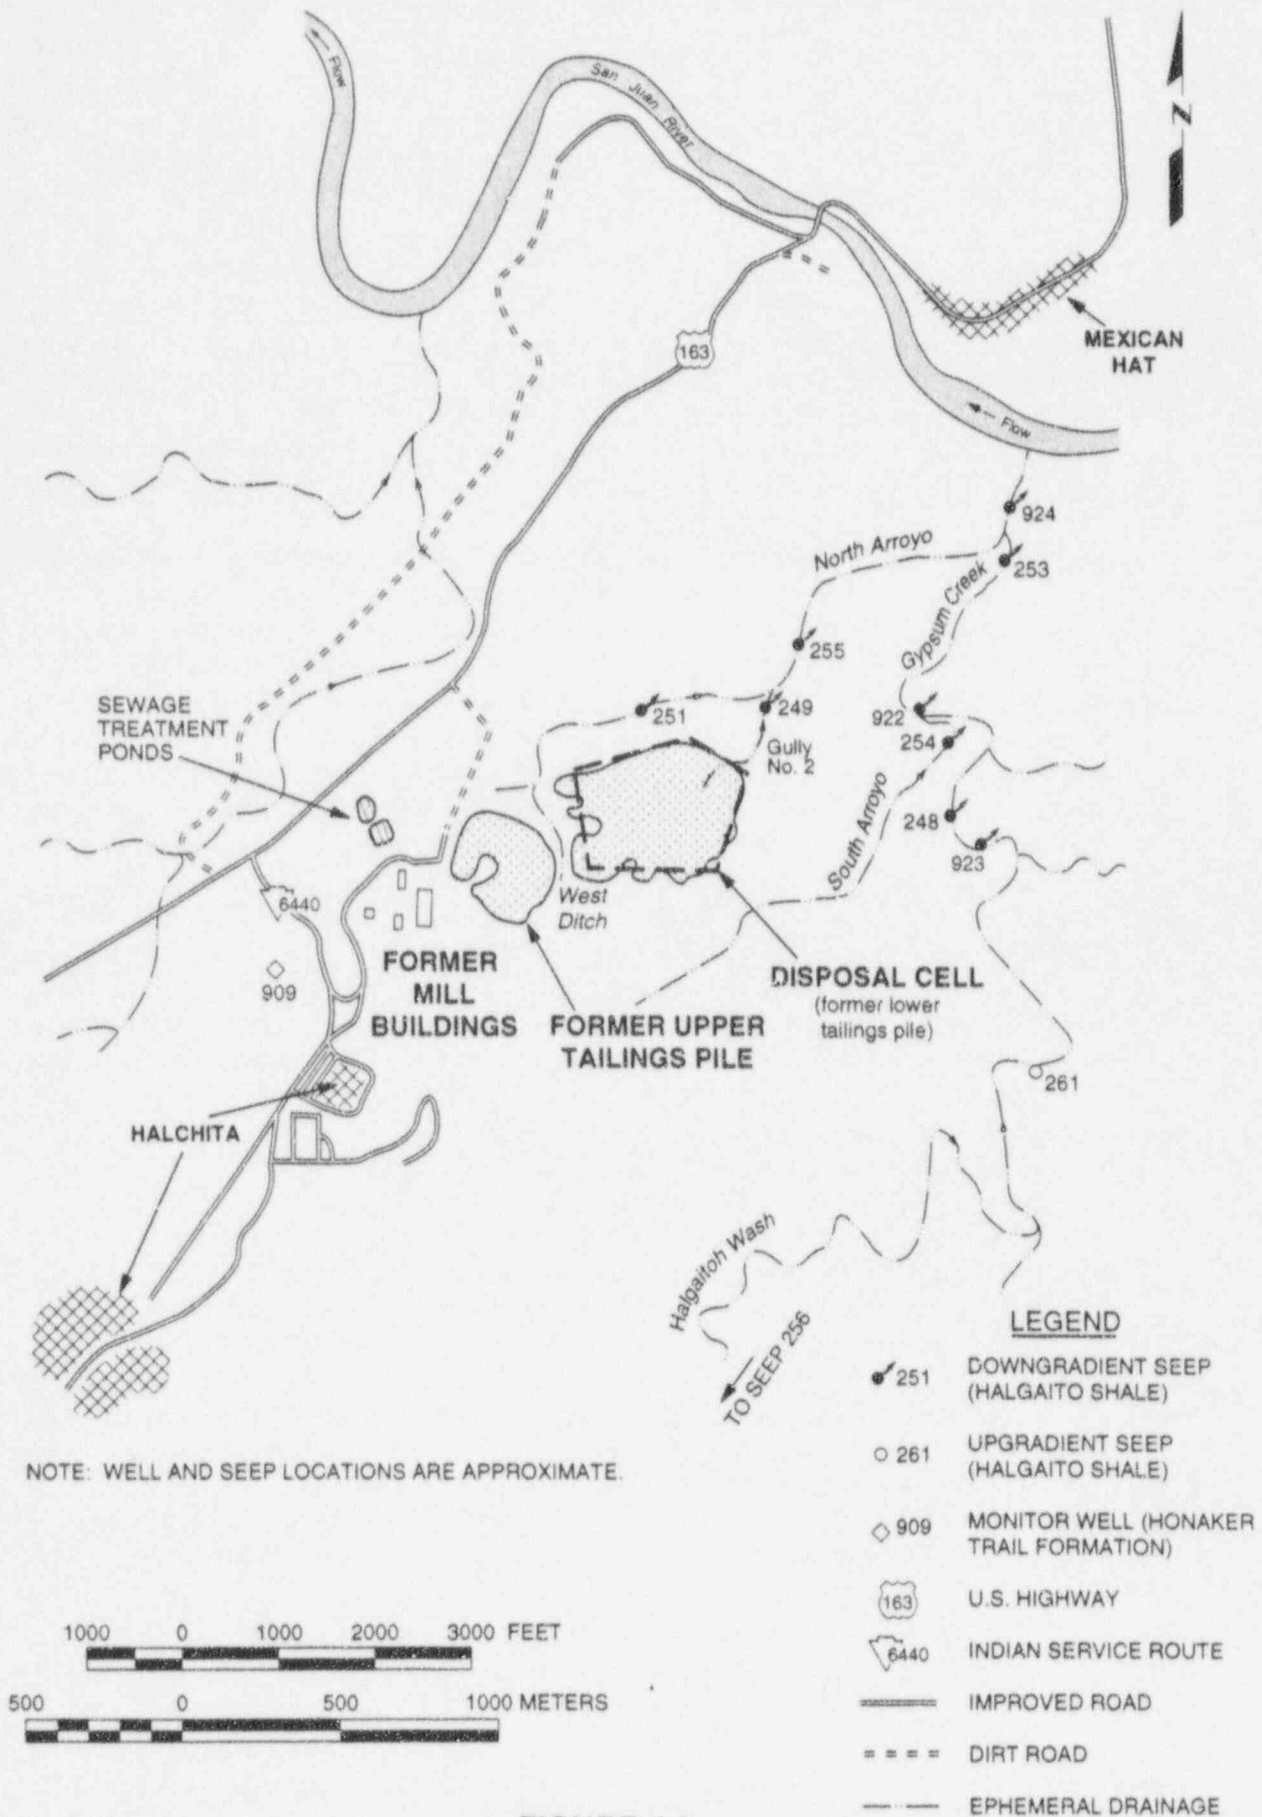 Flow
San Juan River
N
163
MEXICAN
HAT
Flow
924
North Arroyo
253
Gypsum Creek
255
SEWAGE
TREATMENT
PONDS
251
249
922
254
Gully
No. 2
South Arroyo
248
923
6440
West
Ditch
909
FORMER
MILL
BUILDINGS
FORMER UPPER
TAILINGS PILE
DISPOSAL CELL
(former lower
tailings pile)
261
HALCHITA
Halgaitoh Wash
TO SEEP 256
LEGEND
251 DOWNGRADIENT SEEP
(HALGAITO SHALE)
261 UPGRADIENT SEEP
(HALGAITO SHALE)
909 MONITOR WELL (HONAKER
TRAIL FORMATION)
163 U.S. HIGHWAY
6440 INDIAN SERVICE ROUTE
IMPROVED ROAD
DIRT ROAD
EPHEMERAL DRAINAGE
NOTE: WELL AND SEEP LOCATIONS ARE APPROXIMATE.
1000 0 1000 2000 3000 FEET
500 0 500 1000 METERS